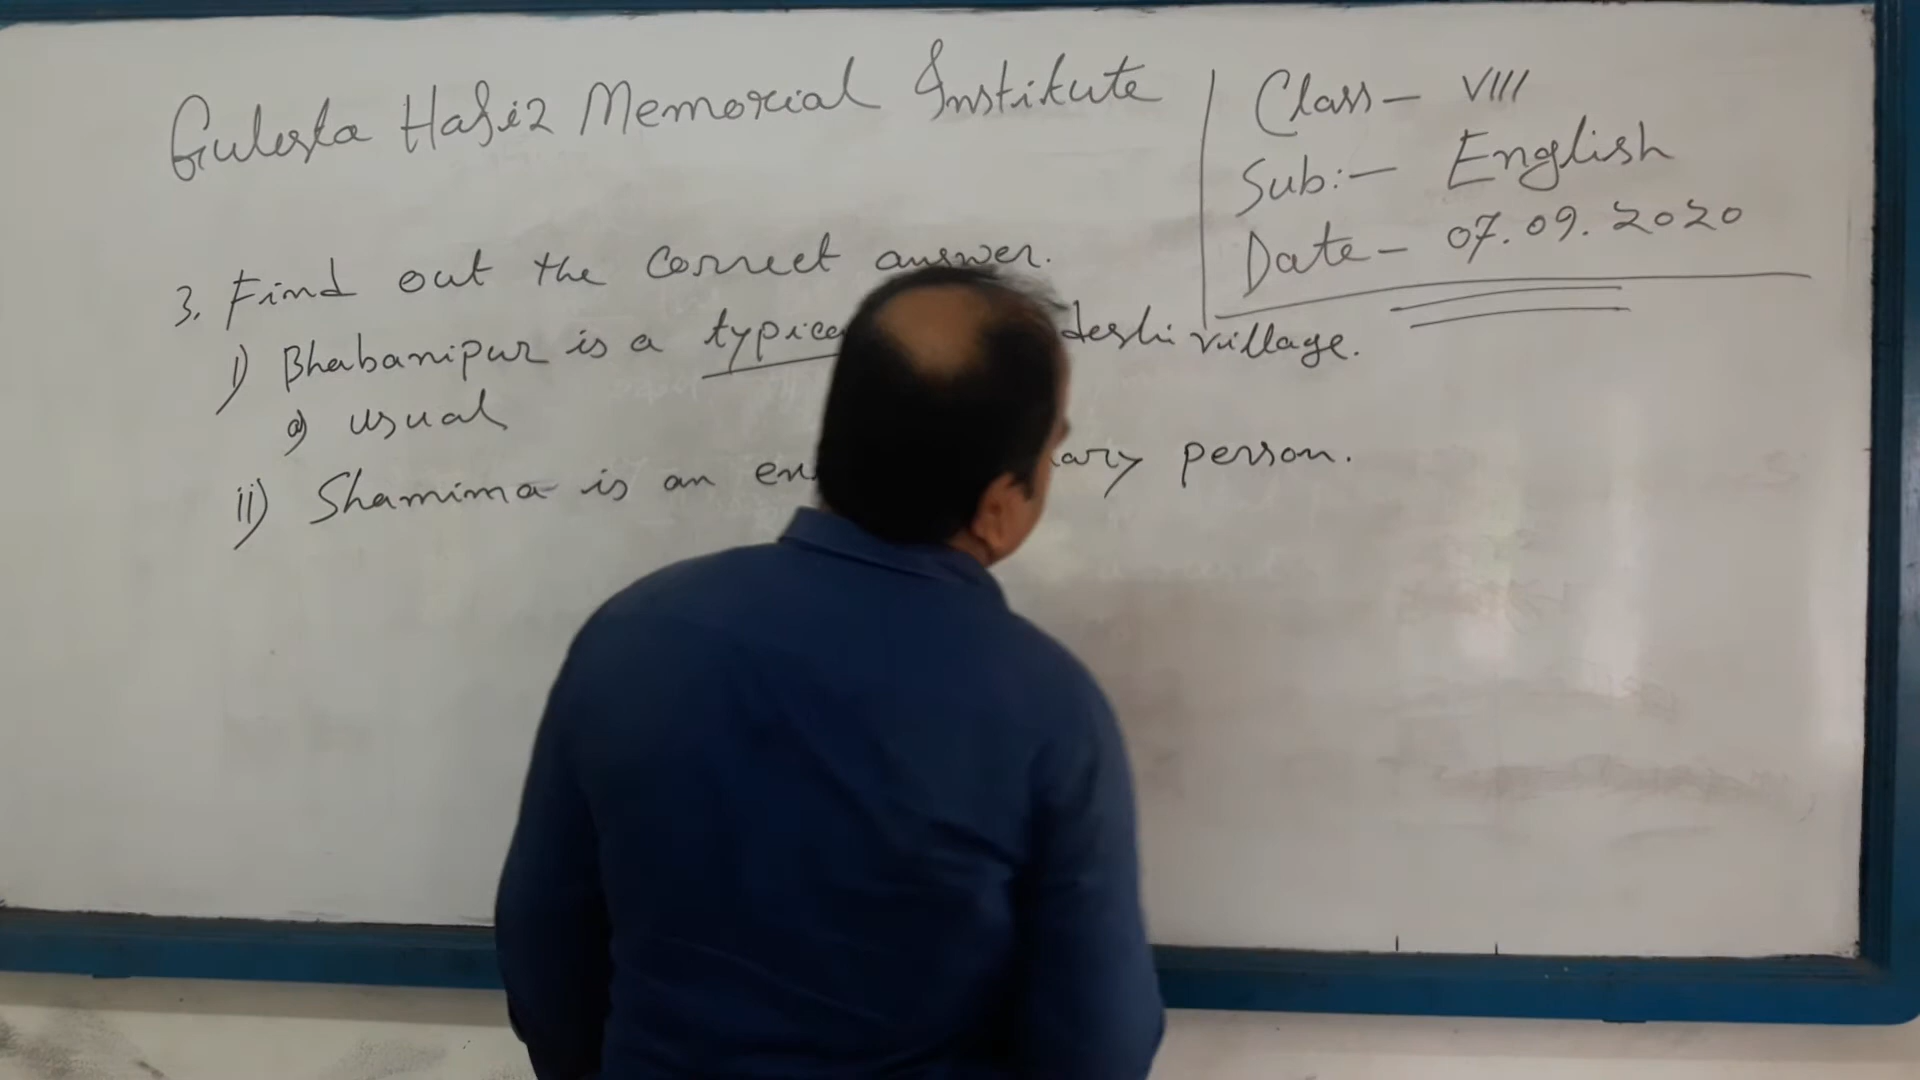 Gulesta Hafiz Memorial Institute
Class- VIII
Sub:- English
Date- 07.09.2020
3. Find out the correct answer.
i) Bhabanipur is a village.
a) usual
ii) Shamima is an person.